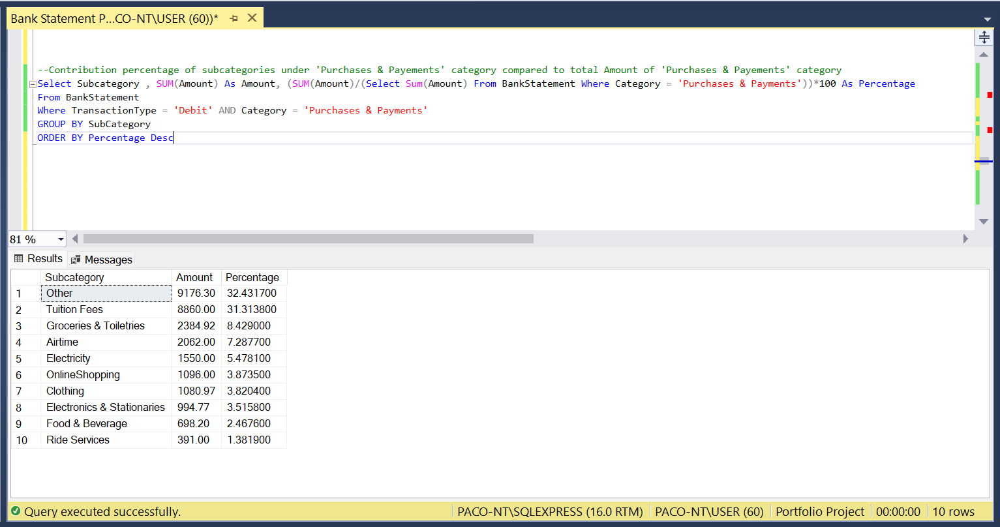 Bank Statement P...CO-NT\USER (60))*
--Contribution percentage of subcategories under 'Purchases & Payements' category compared to total Amount of 'Purchases & Payements' category
Select Subcategory , SUM(Amount) As Amount, (SUM(Amount)/(Select Sum(Amount) From BankStatement Where Category = 'Purchases & Payments'))*100 As Percentage
From BankStatement
Where TransactionType = 'Debit' AND Category = 'Purchases & Payments'
GROUP BY SubCategory
ORDER BY Percentage Desc
81 %
Results Messages
Subcategory Amount Percentage
1 Other 9176.30 32.431700
2 Tuition Fees 8860.00 31.313800
3 Groceries & Toiletries 2384.92 8.429000
4 Airtime 2062.00 7.287700
5 Electricity 1550.00 5.478100
6 OnlineShopping 1096.00 3.873500
7 Clothing 1080.97 3.820400
8 Electronics & Stationaries 994.77 3.515800
9 Food & Beverage 698.20 2.467600
10 Ride Services 391.00 1.381900
Query executed successfully. PACO-NT\SQLEXPRESS (16.0 RTM) PACO-NT\USER (60) Portfolio Project 00:00:00 10 rows